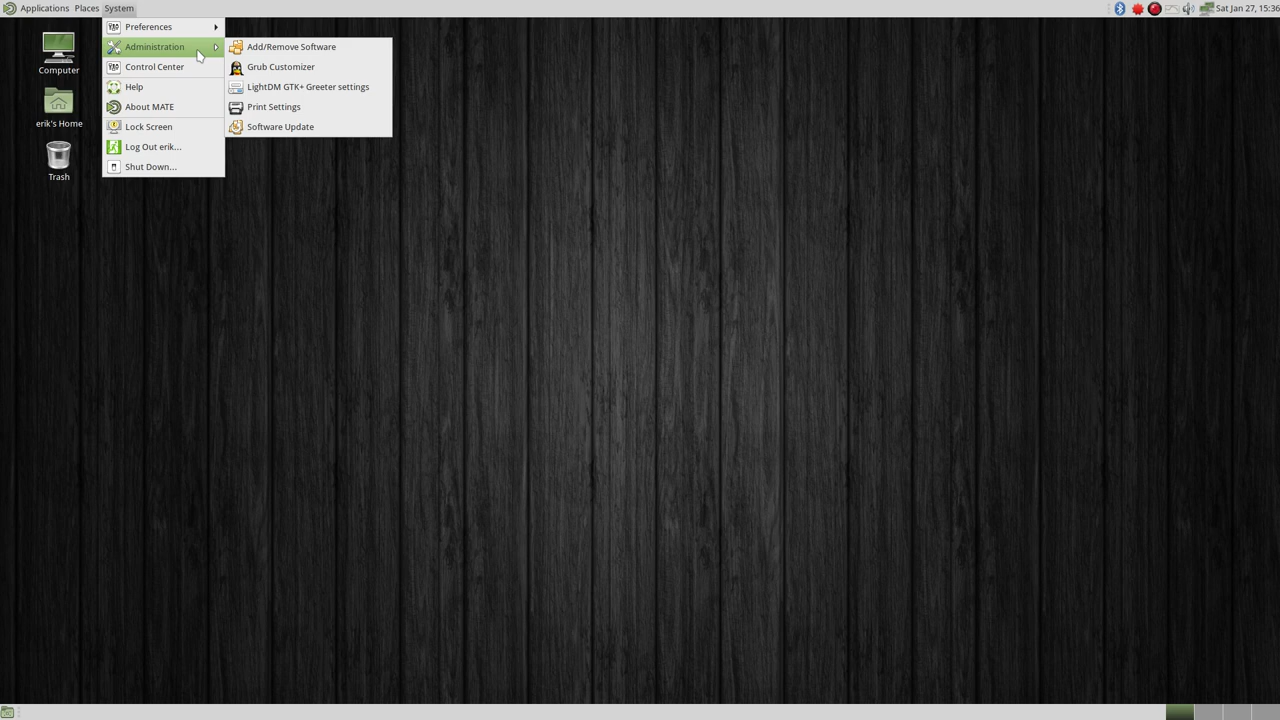 Applications Places System
Sat Jan 27, 15:36
Preferences
Administration
Control Center
Help
About MATE
Lock Screen
Log Out erik...
Shut Down...
Add/Remove Software
Grub Customizer
LightDM GTK+ Greeter settings
Print Settings
Software Update
Computer
erik's Home
Trash